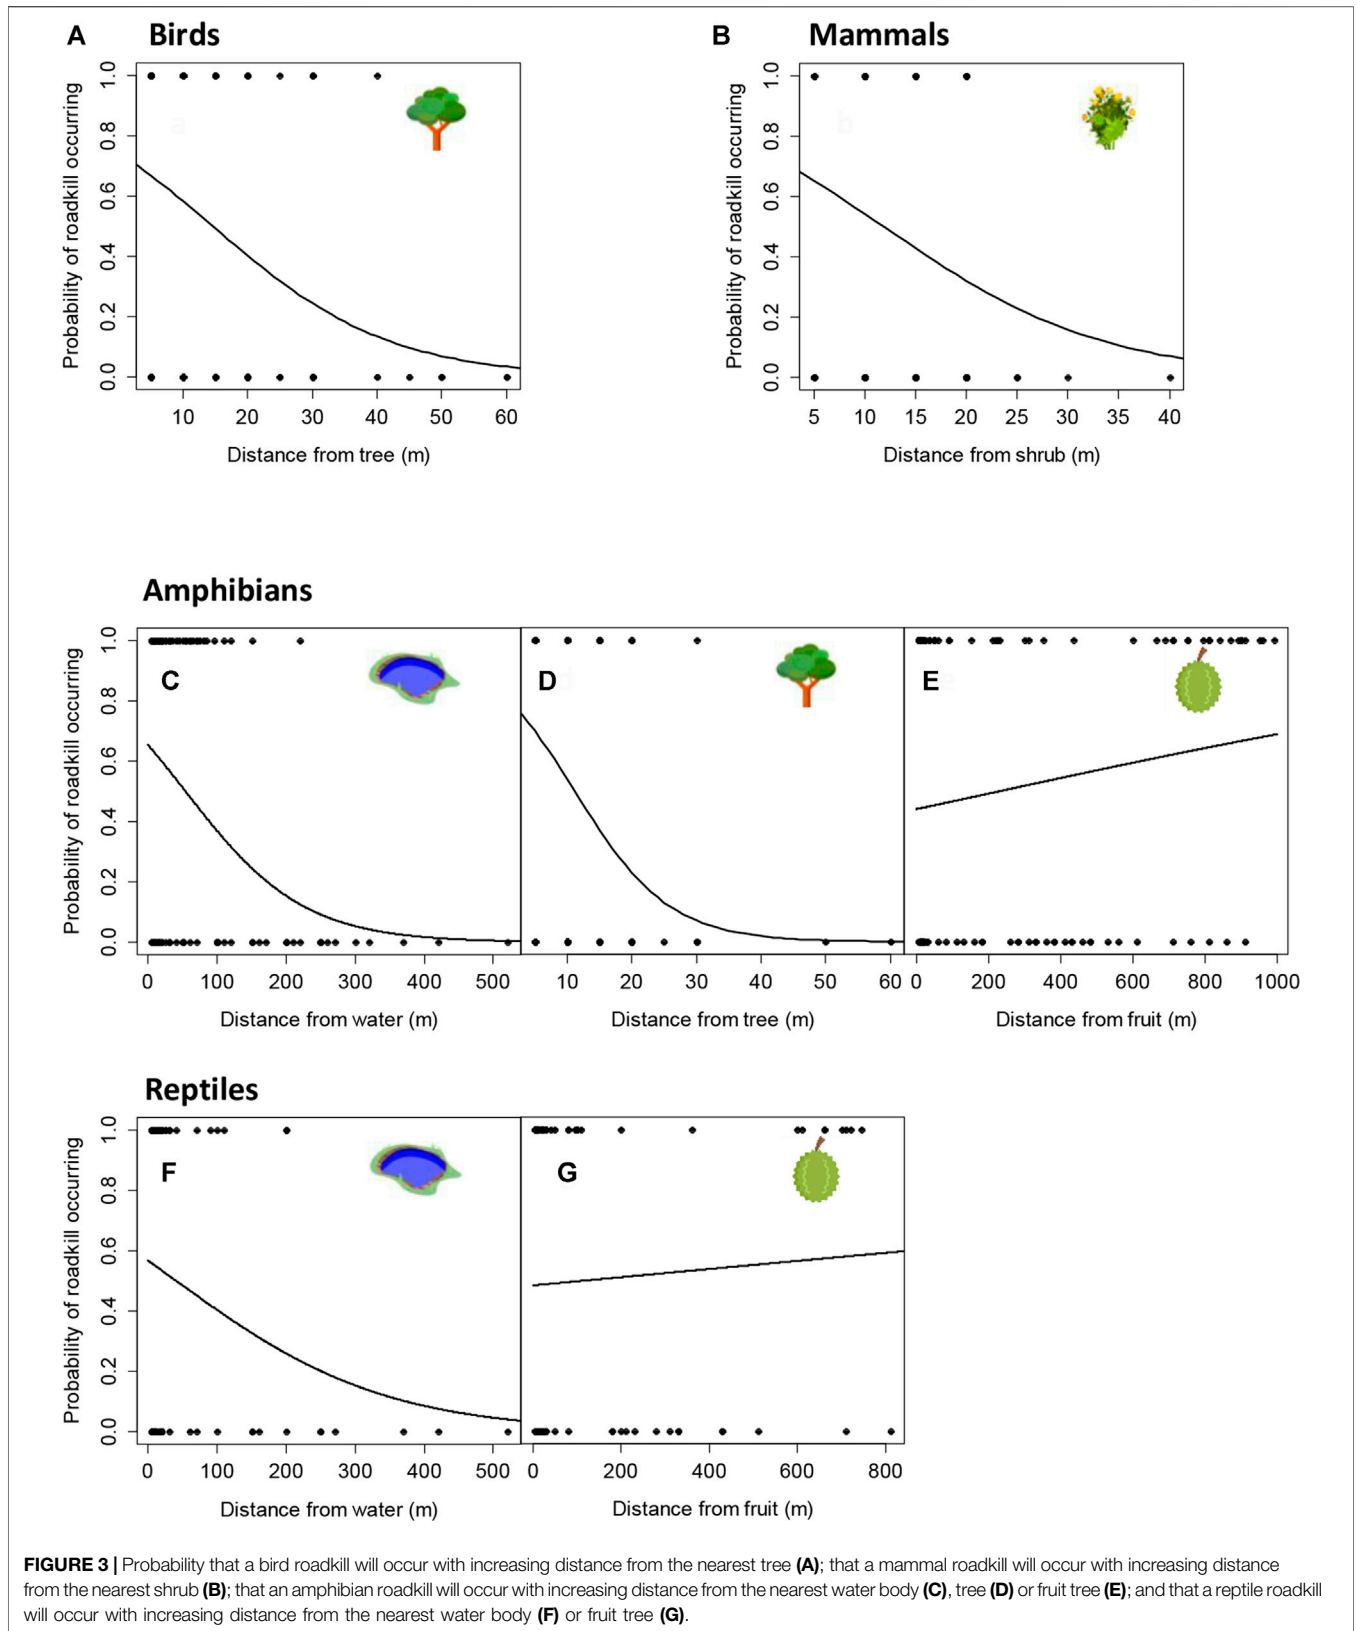 A Birds
B Mammals
Probability of roadkill occurring
0.0 0.2 0.4 0.6 0.8 1.0
a
10 20 30 40 50 60
Distance from tree (m)
Probability of roadkill occurring
0.0 0.2 0.4 0.6 0.8 1.0
b
5 10 15 20 25 30 35 40
Distance from shrub (m)
Amphibians
Probability of roadkill occurring
0.0 0.2 0.4 0.6 0.8 1.0
C
0 100 200 300 400 500
Distance from water (m)
D d
10 20 30 40 50 60
Distance from tree (m)
E e
0 200 400 600 800 1000
Distance from fruit (m)
Reptiles
Probability of roadkill occurring
0.0 0.2 0.4 0.6 0.8 1.0
F
0 100 200 300 400 500
Distance from water (m)
G
0 200 400 600 800
Distance from fruit (m)
FIGURE 3 | Probability that a bird roadkill will occur with increasing distance from the nearest tree (A); that a mammal roadkill will occur with increasing distance
from the nearest shrub (B); that an amphibian roadkill will occur with increasing distance from the nearest water body (C), tree (D) or fruit tree (E); and that a reptile roadkill
will occur with increasing distance from the nearest water body (F) or fruit tree (G).